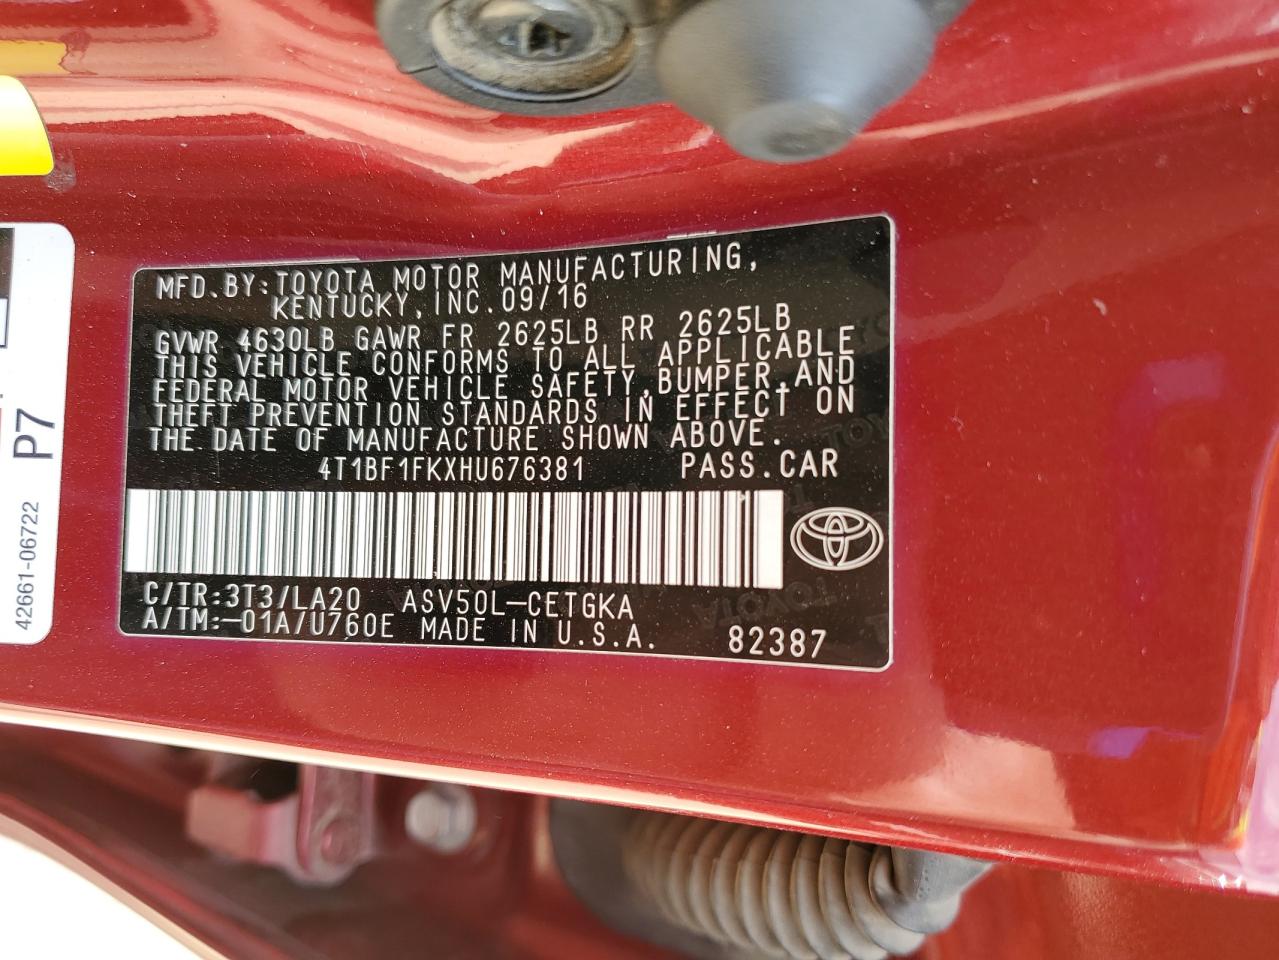 MFD.BY:TOYOTA MOTOR MANUFACTURING,
KENTUCKY,INC.09/16
GVWR 4630LB GAWR FR 2625LB RR 2625LB
THIS VEHICLE CONFORMS TO ALL APPLICABLE
FEDERAL MOTOR VEHICLE SAFETY,BUMPER,AND
THEFT PREVENTION STANDARDS IN EFFECT ON
THE DATE OF MANUFACTURE SHOWN ABOVE.
4T1BF1FKXHU676381 PASS.CAR
C/TR:3T3/LA20 ASV50L-CETGKA
A/TM:-01A/U760E MADE IN U.S.A. 82387
P7
42661-06722